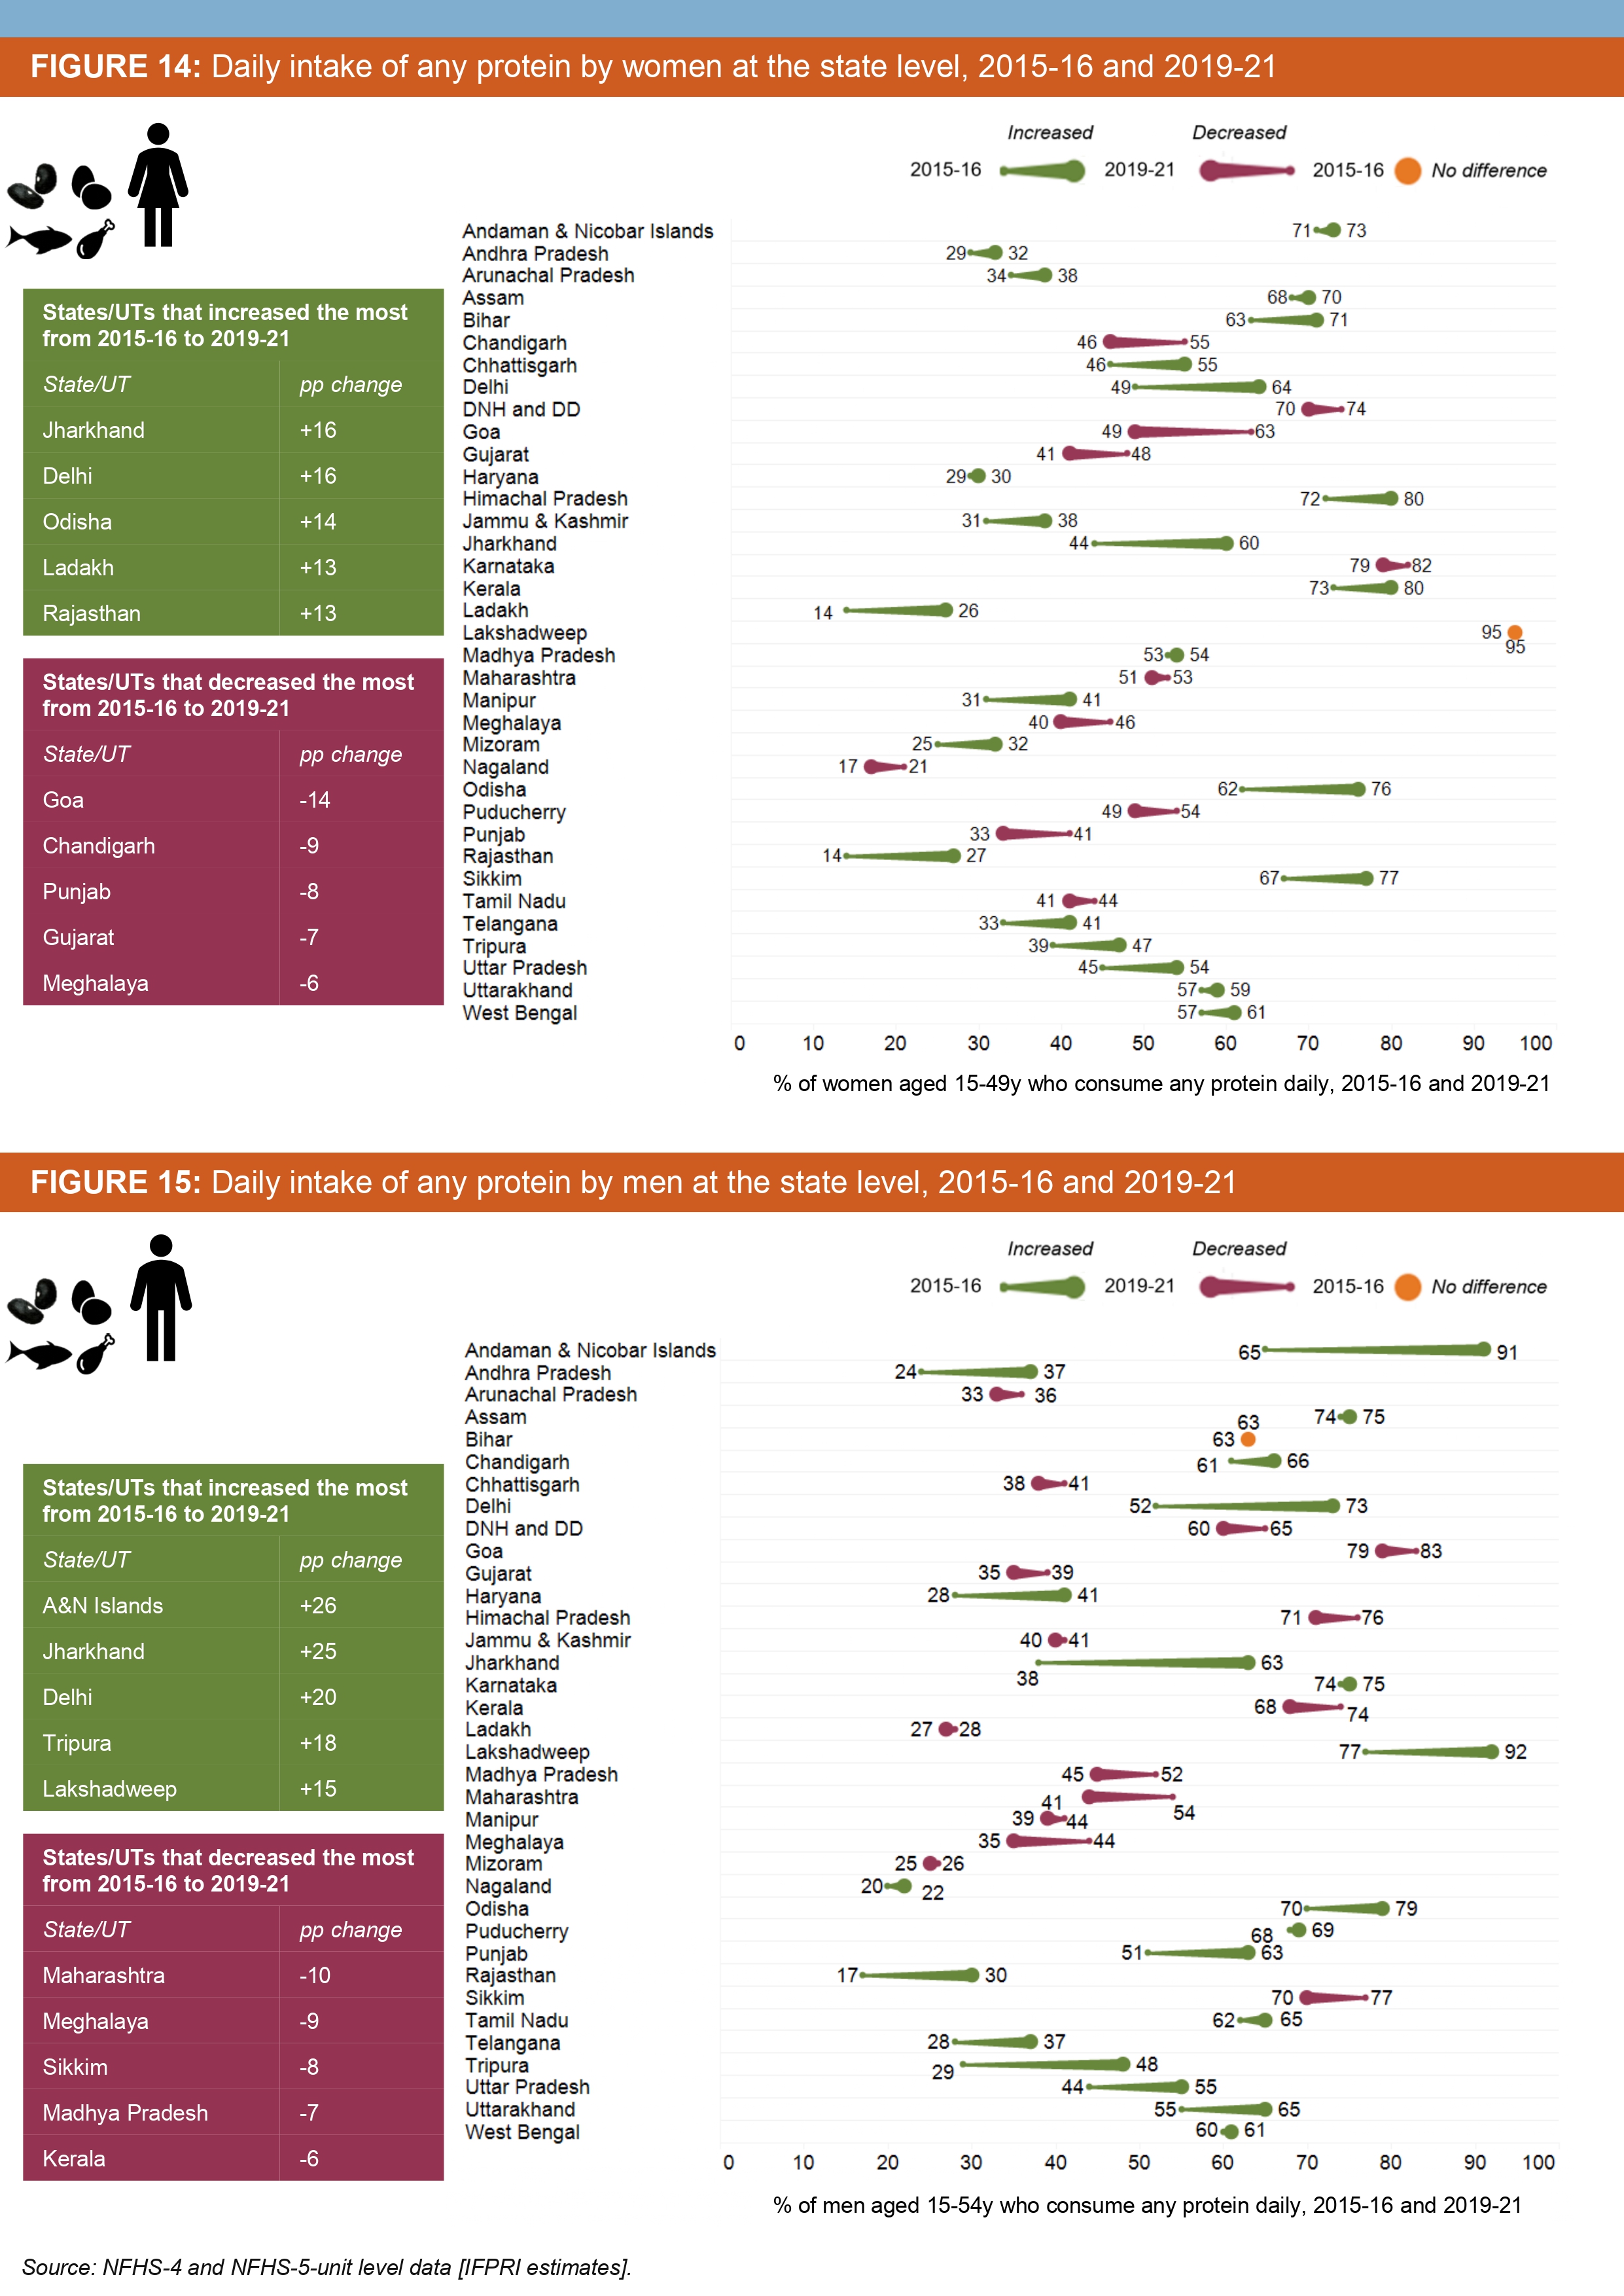 FIGURE 14: Daily intake of any protein by women at the state level, 2015-16 and 2019-21
Increased Decreased
2015-16 2019-21 2015-16 No difference
States/UTs that increased the most
from 2015-16 to 2019-21
State/UT pp change
Jharkhand +16
Delhi +16
Odisha +14
Ladakh +13
Rajasthan +13
States/UTs that decreased the most
from 2015-16 to 2019-21
State/UT pp change
Goa -14
Chandigarh -9
Punjab -8
Gujarat -7
Meghalaya -6
Andaman & Nicobar Islands 71 73
Andhra Pradesh 29 32
Arunachal Pradesh 34 38
Assam 68 70
Bihar 63 71
Chandigarh 46 55
Chhattisgarh 46 55
Delhi 49 64
DNH and DD 70 74
Goa 49 63
Gujarat 41 48
Haryana 29 30
Himachal Pradesh 72 80
Jammu & Kashmir 31 38
Jharkhand 44 60
Karnataka 79 82
Kerala 73 80
Ladakh 14 26
Lakshadweep 95
95
Madhya Pradesh 53 54
Maharashtra 51 53
Manipur 31 41
Meghalaya 40 46
Mizoram 25 32
Nagaland 17 21
Odisha 62 76
Puducherry 49 54
Punjab 33 41
Rajasthan 14 27
Sikkim 67 77
Tamil Nadu 41 44
Telangana 33 41
Tripura 39 47
Uttar Pradesh 45 54
Uttarakhand 57 59
West Bengal 57 61
0 10 20 30 40 50 60 70 80 90 100
% of women aged 15-49y who consume any protein daily, 2015-16 and 2019-21
FIGURE 15: Daily intake of any protein by men at the state level, 2015-16 and 2019-21
Increased Decreased
2015-16 2019-21 2015-16 No difference
States/UTs that increased the most
from 2015-16 to 2019-21
State/UT pp change
A&N Islands +26
Jharkhand +25
Delhi +20
Tripura +18
Lakshadweep +15
States/UTs that decreased the most
from 2015-16 to 2019-21
State/UT pp change
Maharashtra -10
Meghalaya -9
Sikkim -8
Madhya Pradesh -7
Kerala -6
Andaman & Nicobar Islands 65 91
Andhra Pradesh 24 37
Arunachal Pradesh 33 36
Assam 74 75
63
Bihar 63
Chandigarh 61 66
Chhattisgarh 38 41
Delhi 52 73
DNH and DD 60 65
Goa 79 83
Gujarat 35 39
Haryana 28 41
Himachal Pradesh 71 76
Jammu & Kashmir 40 41
Jharkhand 38 63
Karnataka 74 75
Kerala 68 74
Ladakh 27 28
Lakshadweep 77 92
Madhya Pradesh 45 52
Maharashtra 41 54
Manipur 39 44
Meghalaya 35 44
Mizoram 25 26
Nagaland 20 22
Odisha 70 79
Puducherry 68 69
Punjab 51 63
Rajasthan 17 30
Sikkim 70 77
Tamil Nadu 62 65
Telangana 28 37
Tripura 29 48
Uttar Pradesh 44 55
Uttarakhand 55 65
West Bengal 60 61
0 10 20 30 40 50 60 70 80 90 100
% of men aged 15-54y who consume any protein daily, 2015-16 and 2019-21
Source: NFHS-4 and NFHS-5-unit level data [IFPRI estimates].